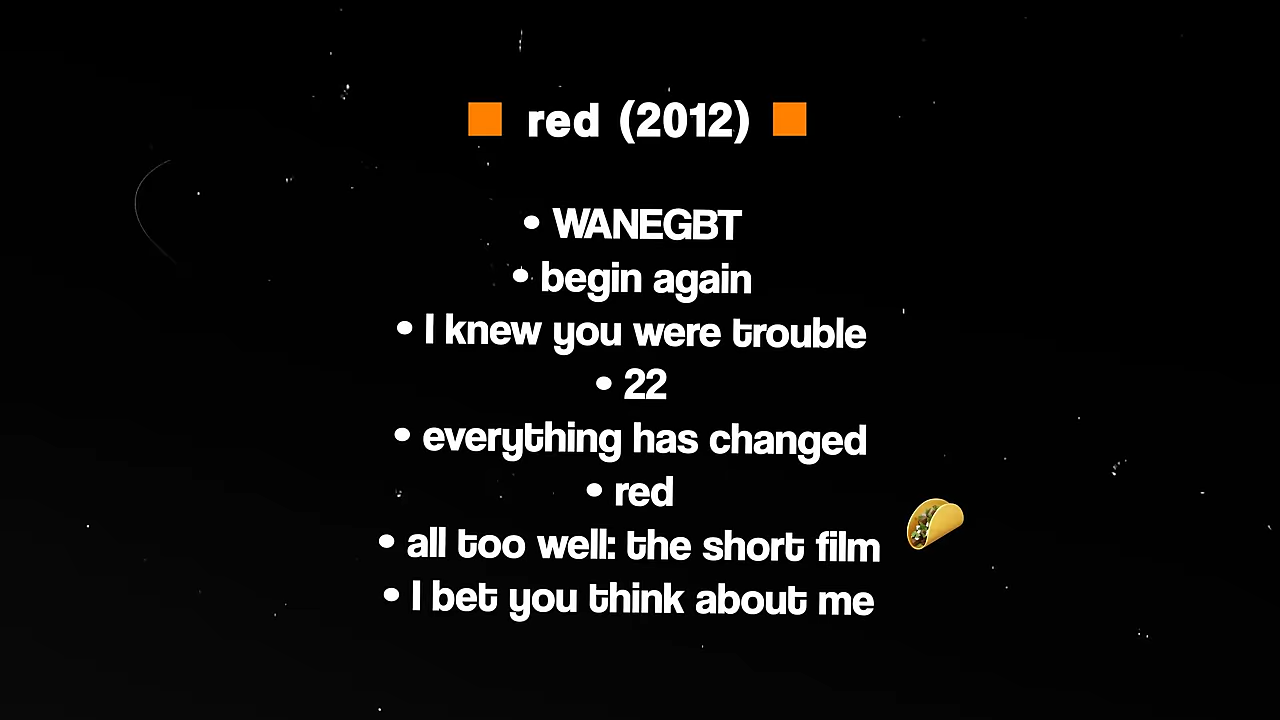 red (2012)
• WANEGBT
• begin again
• I knew you were trouble
• 22
• everything has changed
• red
• all too well: the short film
• I bet you think about me